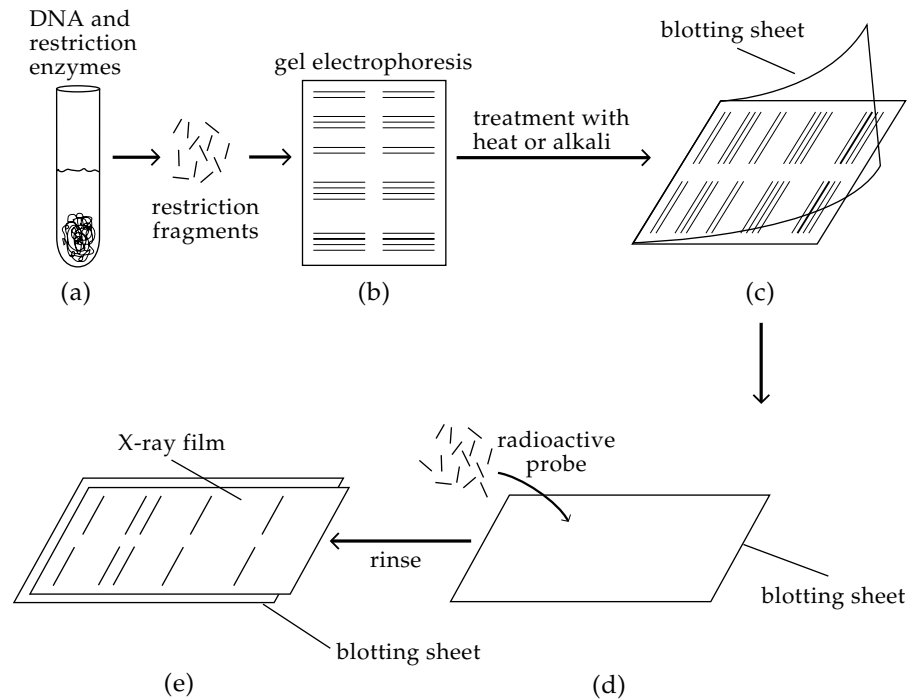 DNA and
restriction
enzymes
gel electrophoresis
blotting sheet
treatment with
heat or alkali
restriction
fragments
(a)
(b)
(c)
X-ray film
radioactive
probe
rinse
blotting sheet
blotting sheet
(e)
(d)